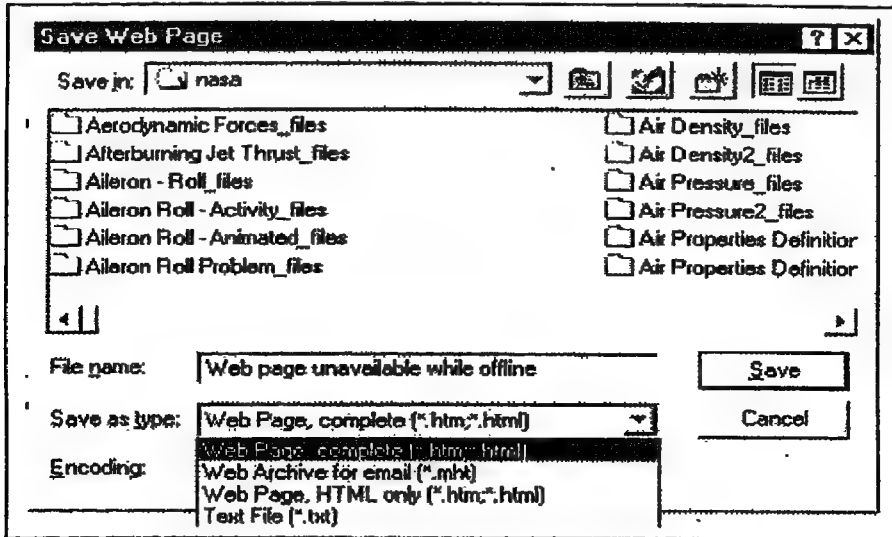 Save Web Page
Save in: nasa
Aerodynamic Forces_files
Afterburning Jet Thrust_files
Aileron - Roll_files
Aileron Roll - Activity_files
Aileron Roll - Animated_files
Aileron Roll Problem_files
Air Density_files
Air Density2_files
Air Pressure_files
Air Pressure2_files
Air Properties Definition
Air Properties Definition
File name: Web page unavailable while offline Save
Save as type: Web Page, complete (*.htm;*.html) Cancel
Encoding:
Web Page, complete (*.htm;*.html)
Web Archive for email (*.mht)
Web Page, HTML only (*.htm;*.html)
Text File (*.txt)